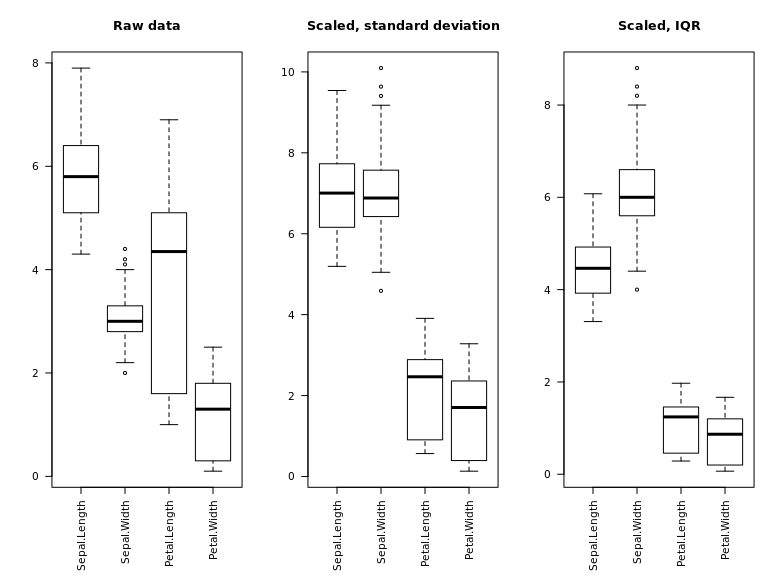 Raw data
8
6
4
2
0
Sepal.Length
Sepal.Width
Petal.Length
Petal.Width
Scaled, standard deviation
10
8
6
4
2
0
Sepal.Length
Sepal.Width
Petal.Length
Petal.Width
Scaled, IQR
8
6
4
2
0
Sepal.Length
Sepal.Width
Petal.Length
Petal.Width